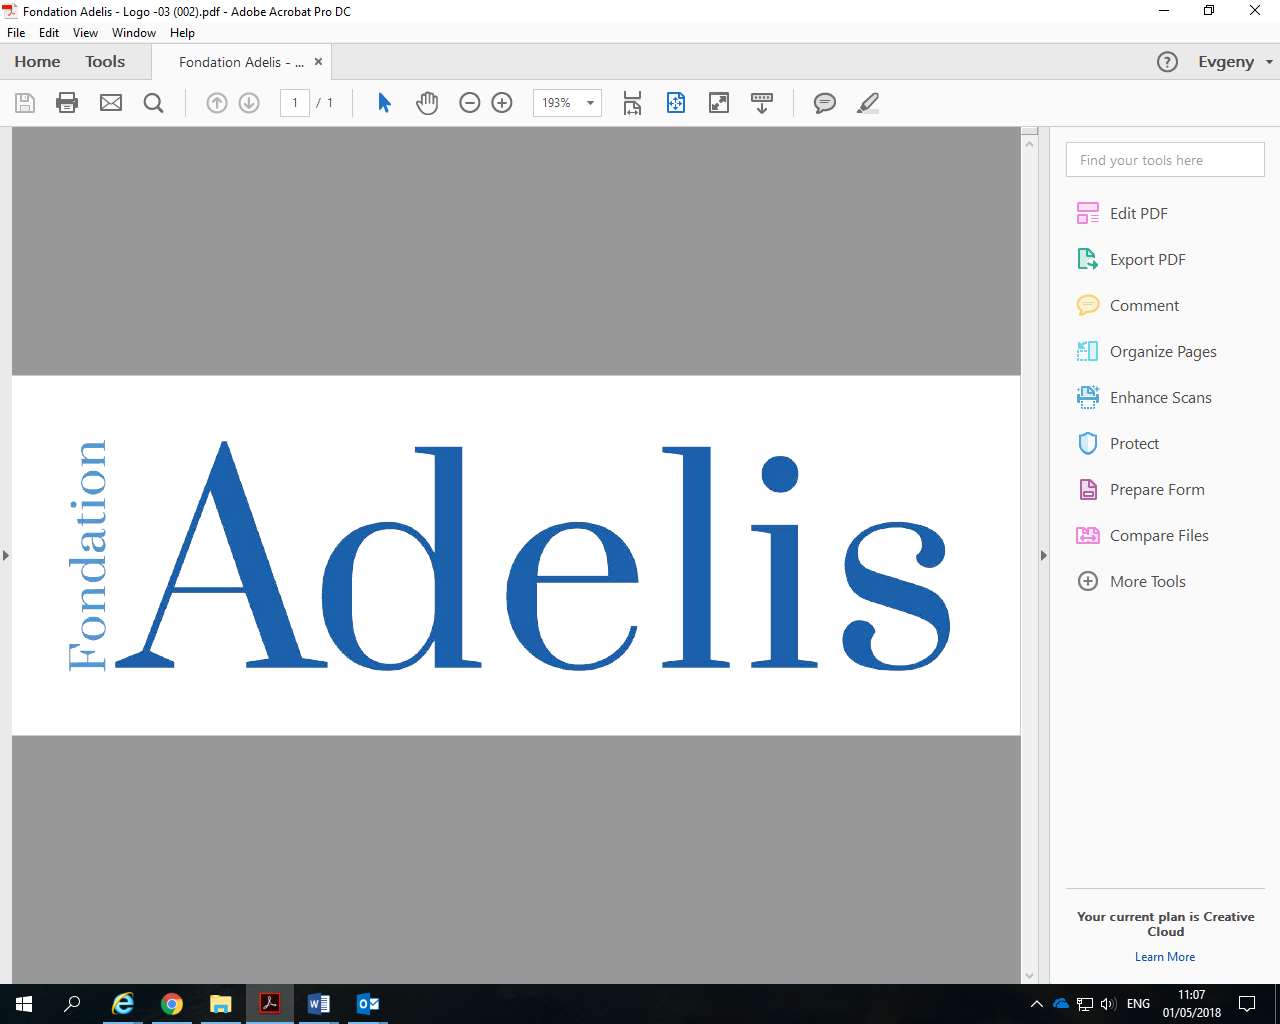 Fondation Adelis - Logo -03 (002).pdf - Adobe Acrobat Pro DC
File Edit View Window Help
Home Tools Fondation Adelis - ... × ? Evgeny
1 / 1 193%
Find your tools here
Edit PDF
Export PDF
Comment
Organize Pages
Enhance Scans
Protect
Prepare Form
Compare Files
More Tools
Fondation
Adelis
Your current plan is Creative
Cloud
Learn More
ENG
11:07
01/05/2018